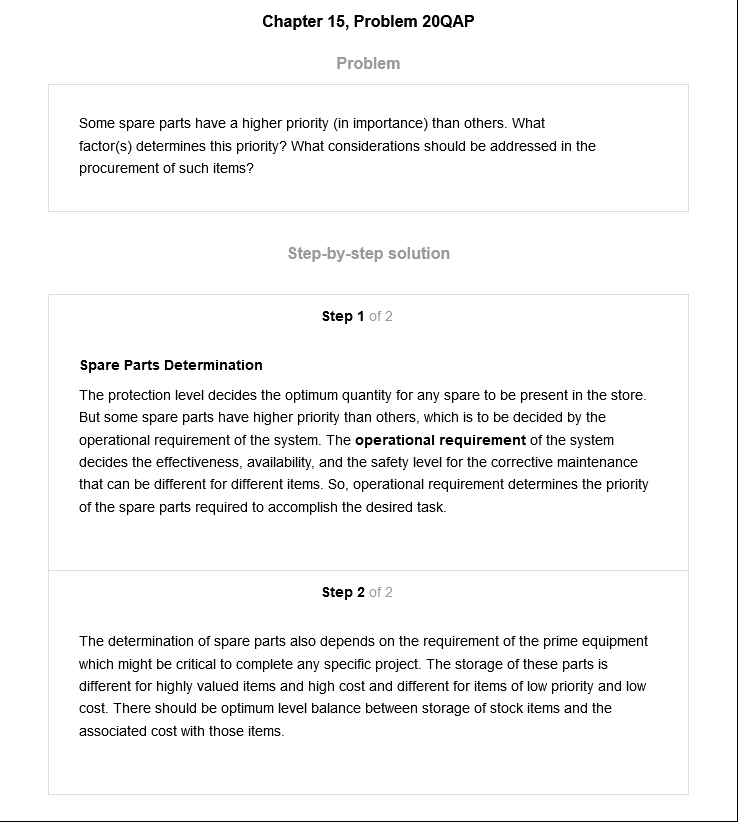 Chapter 15, Problem 20QAP
Problem
Some spare parts have a higher priority (in importance) than others. What
factor(s) determines this priority? What considerations should be addressed in the
procurement of such items?
Step-by-step solution
Step 1 of 2
Spare Parts Determination
The protection level decides the optimum quantity for any spare to be present in the store.
But some spare parts have higher priority than others, which is to be decided by the
operational requirement of the system. The operational requirement of the system
decides the effectiveness, availability, and the safety level for the corrective maintenance
that can be different for different items. So, operational requirement determines the priority
of the spare parts required to accomplish the desired task.
Step 2 of 2
The determination of spare parts also depends on the requirement of the prime equipment
which might be critical to complete any specific project. The storage of these parts is
different for highly valued items and high cost and different for items of low priority and low
cost. There should be optimum level balance between storage of stock items and the
associated cost with those items.